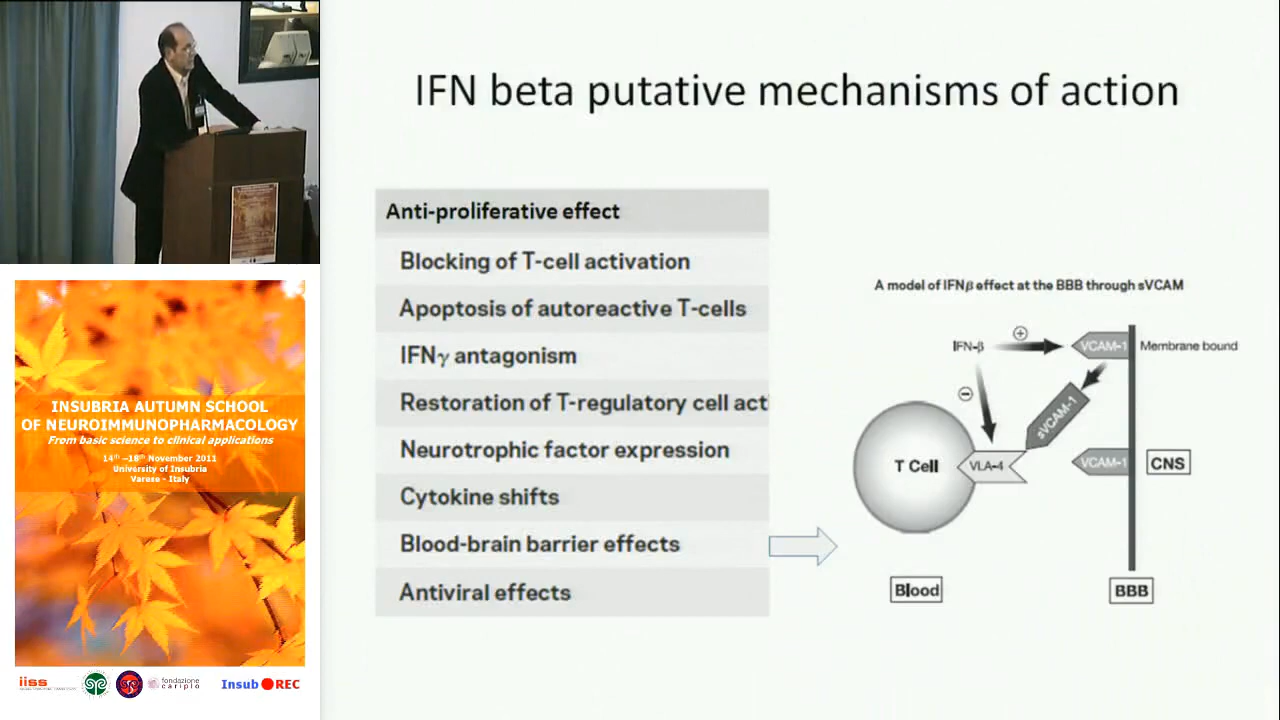 IFN beta putative mechanisms of action
Anti-proliferative effect
Blocking of T-cell activation
Apoptosis of autoreactive T-cells
IFNγ antagonism
Restoration of T-regulatory cell act
Neurotrophic factor expression
Cytokine shifts
Blood-brain barrier effects
Antiviral effects
A model of IFNβ effect at the BBB through sVCAM
IFN-β
+
VCAM-1
Membrane bound
−
sVCAM-1
T Cell
VLA-4
VCAM-1
CNS
Blood
BBB
INSUBRIA AUTUMN SCHOOL
OF NEUROIMMUNOPHARMACOLOGY
From basic science to clinical applications
14th –18th November 2011
University of Insubria
Varese - Italy
iiss
fondazione
cariplo
Insub REC